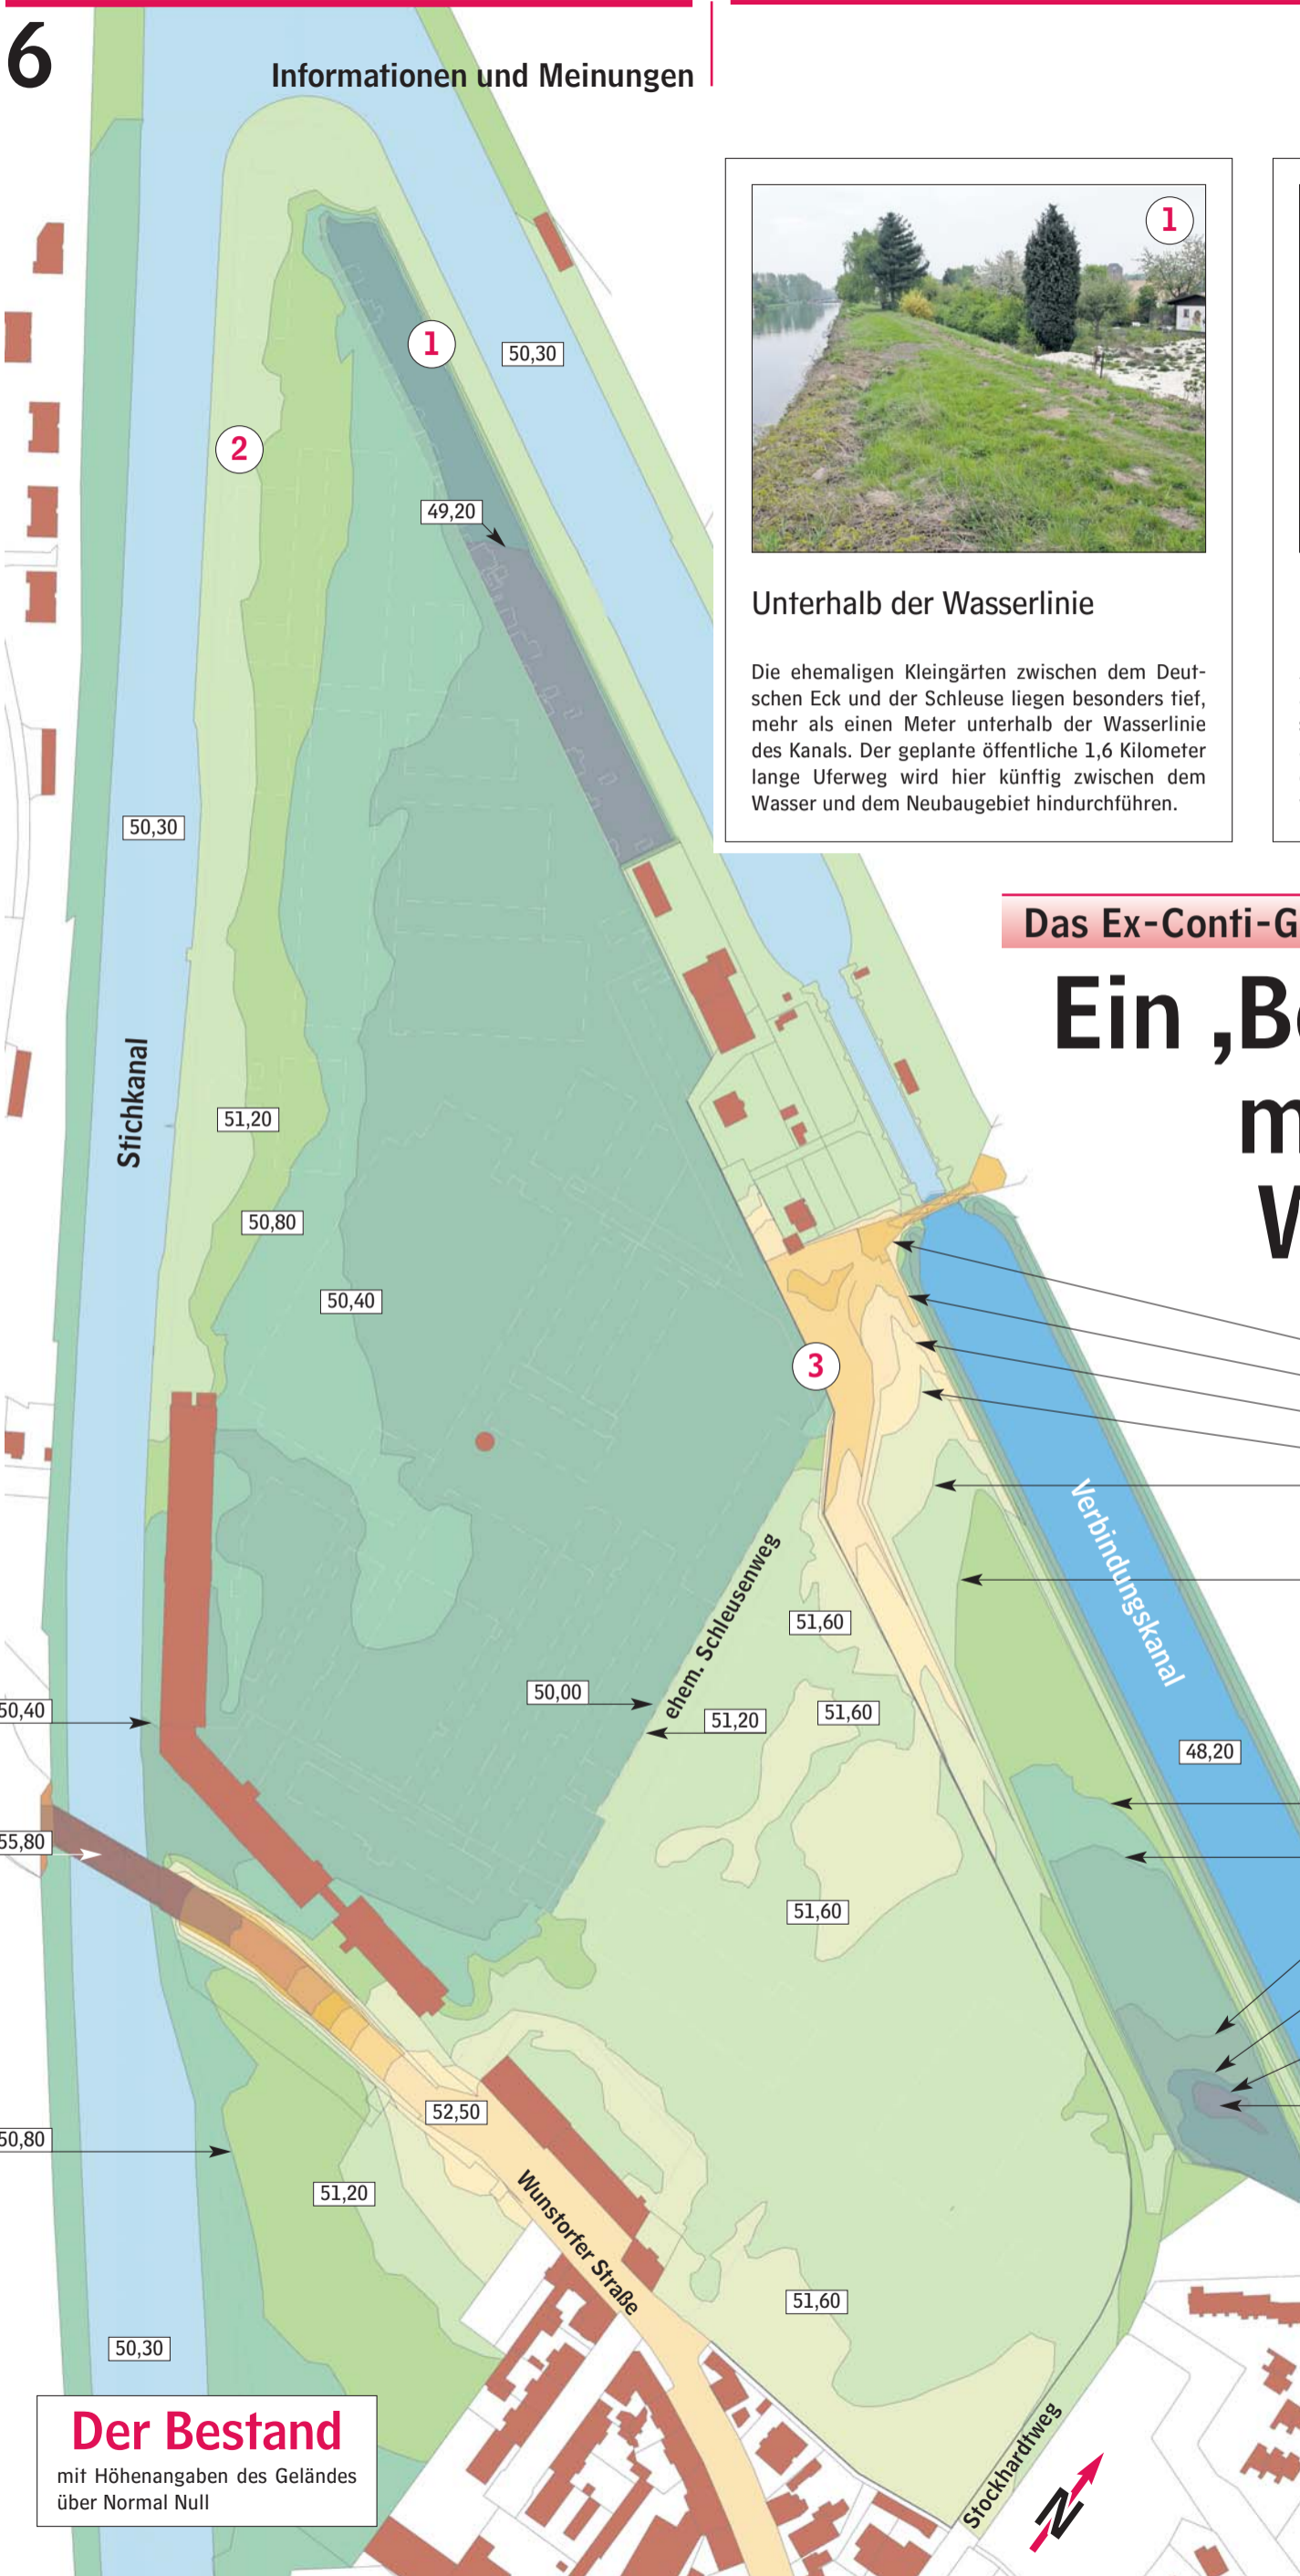 6
Informationen und Meinungen
1
1
50,30
2
49,20
Unterhalb der Wasserlinie
Die ehemaligen Kleingärten zwischen dem Deut-
schen Eck und der Schleuse liegen besonders tief,
mehr als einen Meter unterhalb der Wasserlinie
des Kanals. Der geplante öffentliche 1,6 Kilometer
lange Uferweg wird hier künftig zwischen dem
Wasser und dem Neubaugebiet hindurchführen.
50,30
Das Ex-Conti-G
Ein ‚B
m
W
Stichkanal
51,20
50,80
50,40
3
Verbindungskanal
ehem. Schleusenweg
51,60
50,00
51,20
51,60
50,40
48,20
55,80
51,60
52,50
50,80
51,20
Wunstorfer Straße
51,60
50,30
Stockhardtweg
N
Der Bestand
mit Höhenangaben des Geländes
über Normal Null